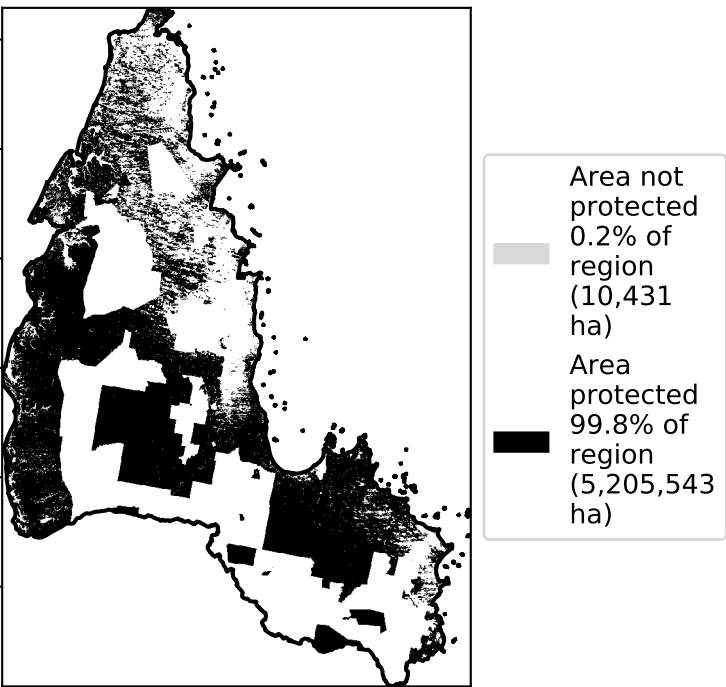 Area not
protected
0.2% of
region
(10,431
ha)
Area
protected
99.8% of
region
(5,205,543
ha)